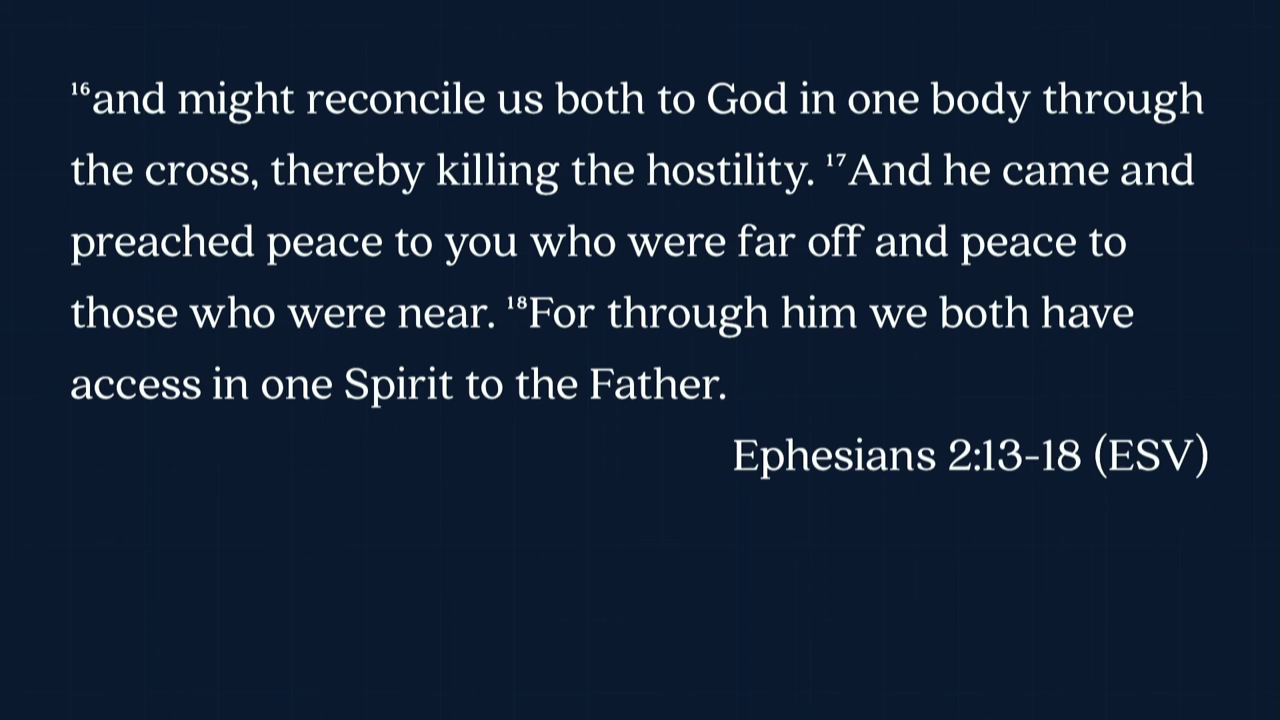 ¹⁶and might reconcile us both to God in one body through
the cross, thereby killing the hostility. ¹⁷And he came and
preached peace to you who were far off and peace to
those who were near. ¹⁸For through him we both have
access in one Spirit to the Father.
Ephesians 2:13-18 (ESV)